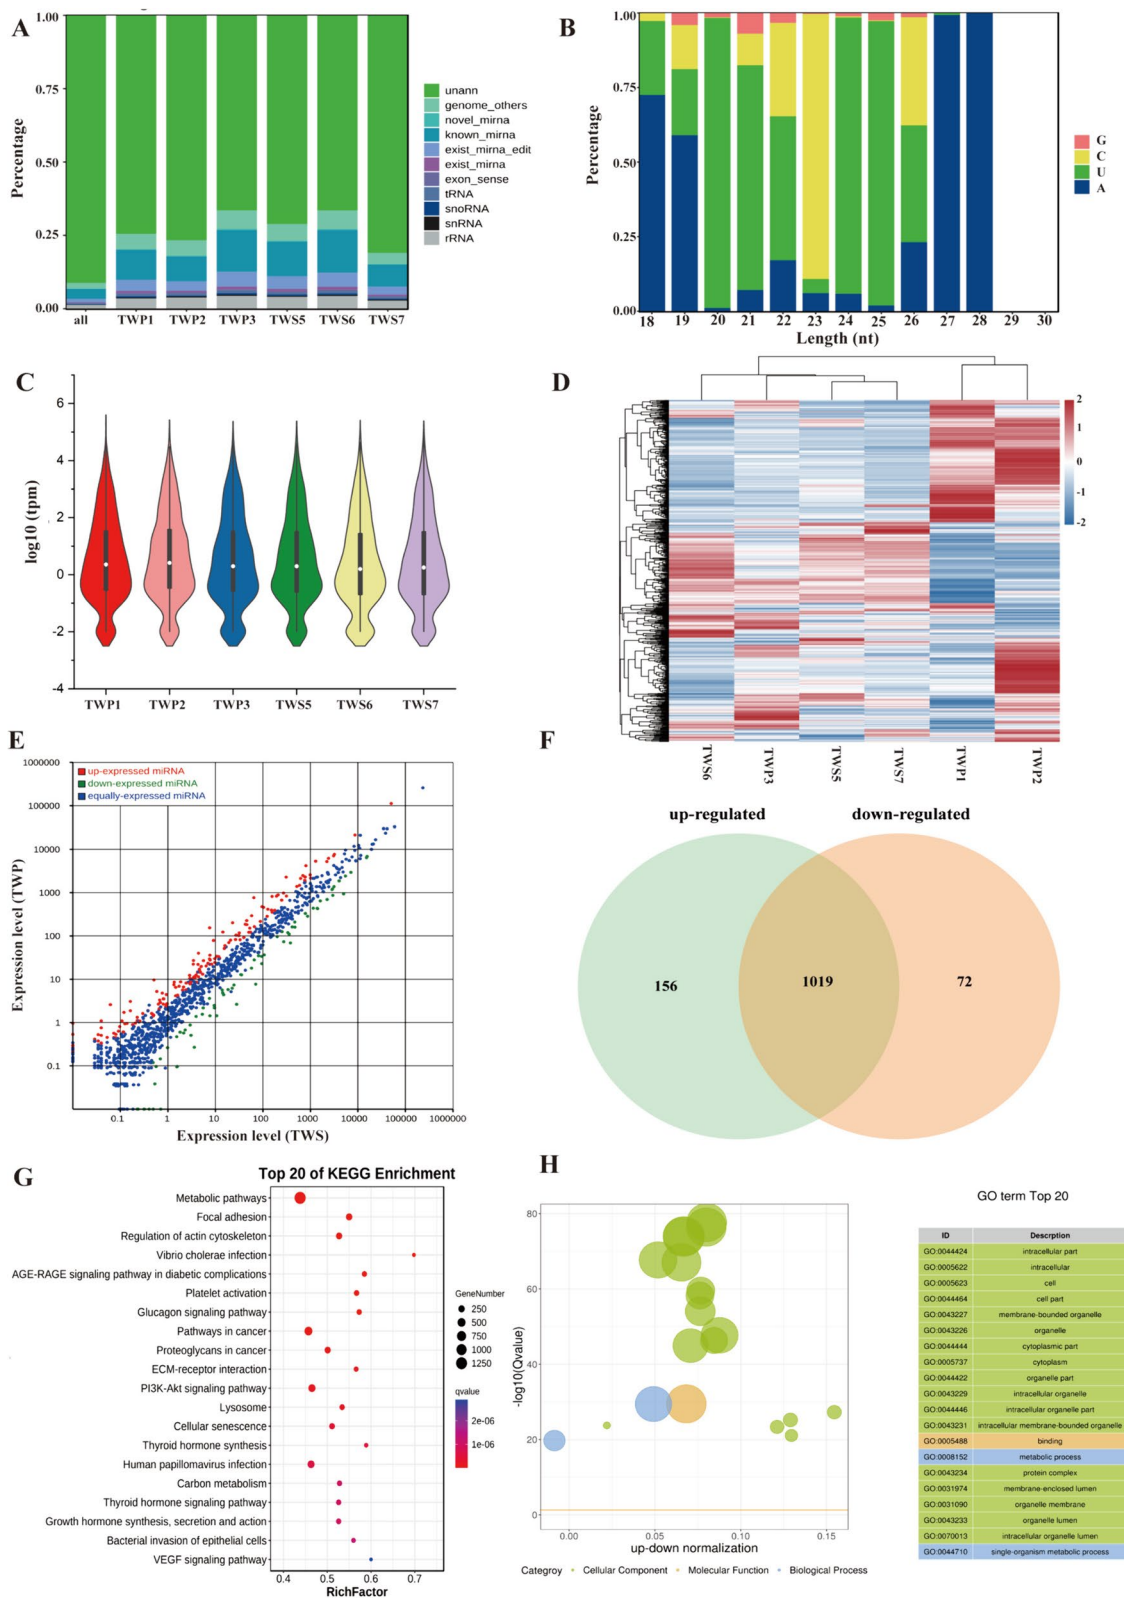 A
Percentage
1.00
0.75
0.50
0.25
0.00
all TWP1 TWP2 TWP3 TWS5 TWS6 TWS7
unann
genome_others
novel_mirna
known_mirna
exist_mirna_edit
exist_mirna
exon_sense
tRNA
snoRNA
snRNA
rRNA
B
Percentage
1.00
0.75
0.50
0.25
0.00
18 19 20 21 22 23 24 25 26 27 28 29 30
Length (nt)
G
C
U
A
C
log10 (tpm)
6
4
2
0
-2
-4
TWP1 TWP2 TWP3 TWS5 TWS6 TWS7
D
2
1
0
-1
-2
TWS6 TWP3 TWS5 TWS7 TWP1 TWP2
E
Expression level (TWP)
1000000
100000
10000
1000
100
10
1
0.1
up-expressed miRNA
down-expressed miRNA
equally-expressed miRNA
0.1 1 10 100 1000 10000 100000 1000000
Expression level (TWS)
F
up-regulated down-regulated
156 1019 72
G
Top 20 of KEGG Enrichment
Metabolic pathways
Focal adhesion
Regulation of actin cytoskeleton
Vibrio cholerae infection
AGE-RAGE signaling pathway in diabetic complications
Platelet activation
Glucagon signaling pathway
Pathways in cancer
Proteoglycans in cancer
ECM-receptor interaction
PI3K-Akt signaling pathway
Lysosome
Cellular senescence
Thyroid hormone synthesis
Human papillomavirus infection
Carbon metabolism
Thyroid hormone signaling pathway
Growth hormone synthesis, secretion and action
Bacterial invasion of epithelial cells
VEGF signaling pathway
0.4 0.5 0.6 0.7
RichFactor
GeneNumber
250
500
750
1000
1250
qvalue
2e-06
1e-06
H
-log10(Qvalue)
80
60
40
20
0
0.00 0.05 0.10 0.15
up-down normalization
Categroy Cellular Component Molecular Function Biological Process
GO term Top 20
ID Descrption
GO:0044424 intracellular part
GO:0005622 intracellular
GO:0005623 cell
GO:0044464 cell part
GO:0043227 membrane-bounded organelle
GO:0043226 organelle
GO:0044444 cytoplasmic part
GO:0005737 cytoplasm
GO:0044422 organelle part
GO:0043229 intracellular organelle
GO:0044446 intracellular organelle part
GO:0043231 intracellular membrane-bounded organelle
GO:0005488 binding
GO:0008152 metabolic process
GO:0043234 protein complex
GO:0031974 membrane-enclosed lumen
GO:0031090 organelle membrane
GO:0043233 organelle lumen
GO:0070013 intracellular organelle lumen
GO:0044710 single-organism metabolic process